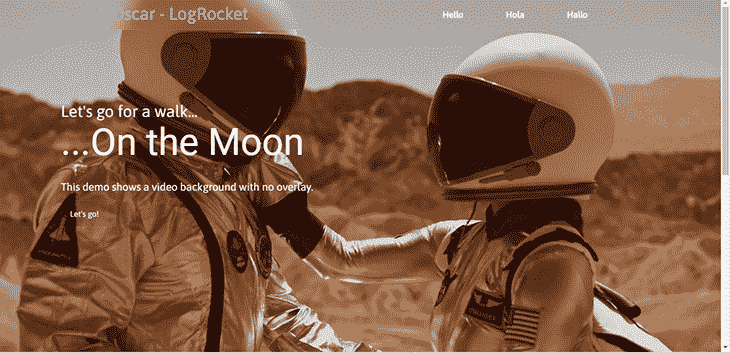 oscar - LogRocket
Hello
Hola
Hallo
Let's go for a walk...
...On the Moon
This demo shows a video background with no overlay.
Let's go!